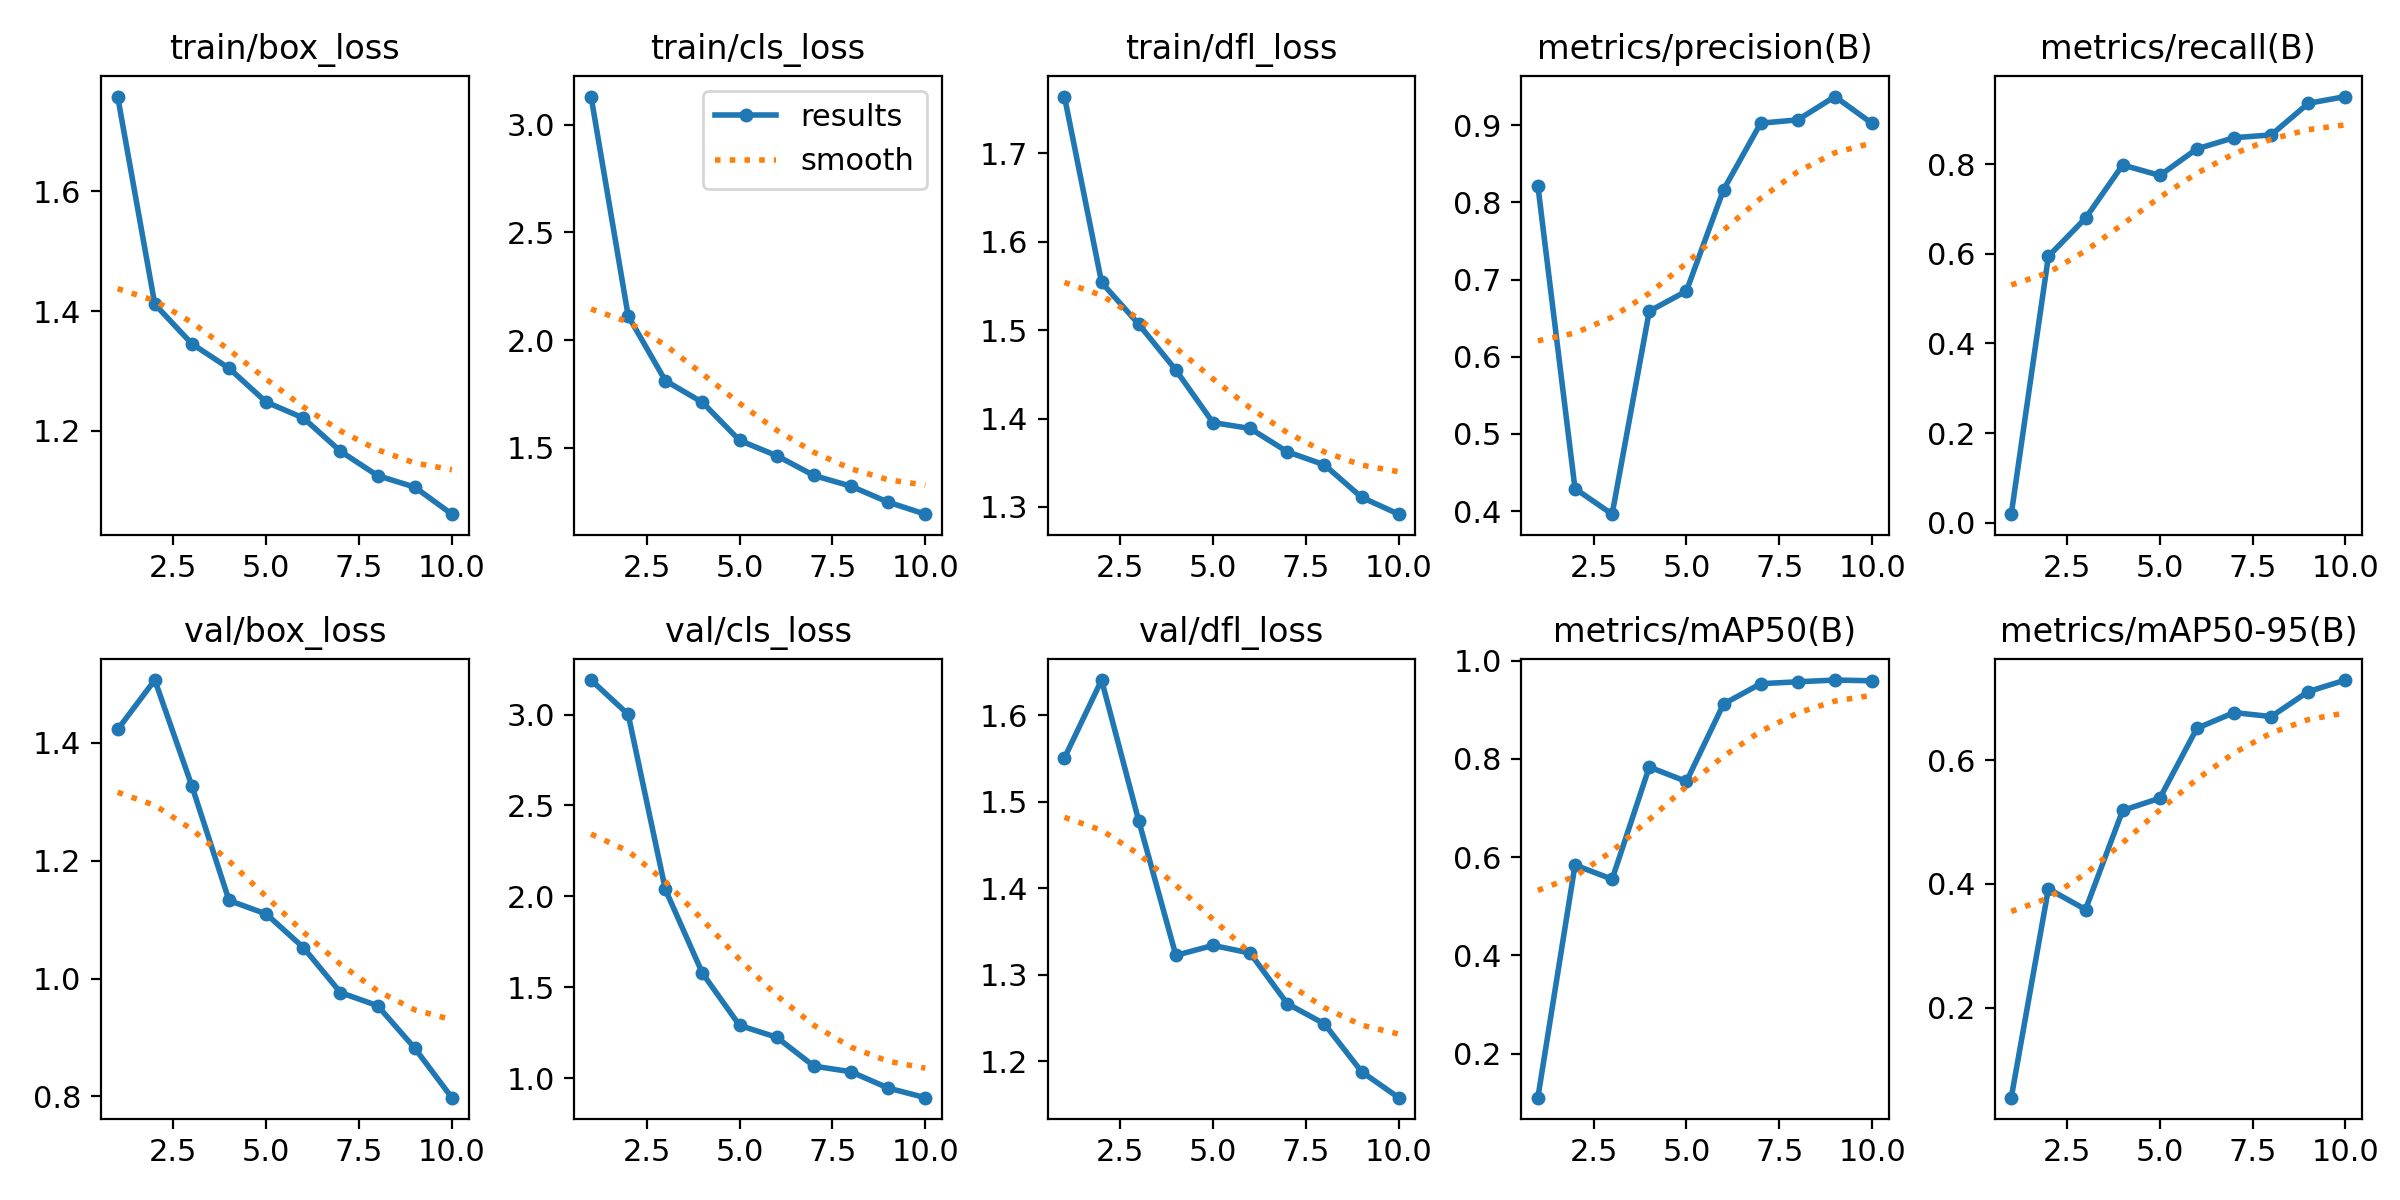 train/box_loss
1.6
1.4
1.2
2.5 5.0 7.5 10.0
train/cls_loss
results
smooth
3.0
2.5
2.0
1.5
2.5 5.0 7.5 10.0
train/dfl_loss
1.7
1.6
1.5
1.4
1.3
2.5 5.0 7.5 10.0
metrics/precision(B)
0.9
0.8
0.7
0.6
0.5
0.4
2.5 5.0 7.5 10.0
metrics/recall(B)
0.8
0.6
0.4
0.2
0.0
2.5 5.0 7.5 10.0
val/box_loss
1.4
1.2
1.0
0.8
2.5 5.0 7.5 10.0
val/cls_loss
3.0
2.5
2.0
1.5
1.0
2.5 5.0 7.5 10.0
val/dfl_loss
1.6
1.5
1.4
1.3
1.2
2.5 5.0 7.5 10.0
metrics/mAP50(B)
1.0
0.8
0.6
0.4
0.2
2.5 5.0 7.5 10.0
metrics/mAP50-95(B)
0.6
0.4
0.2
2.5 5.0 7.5 10.0